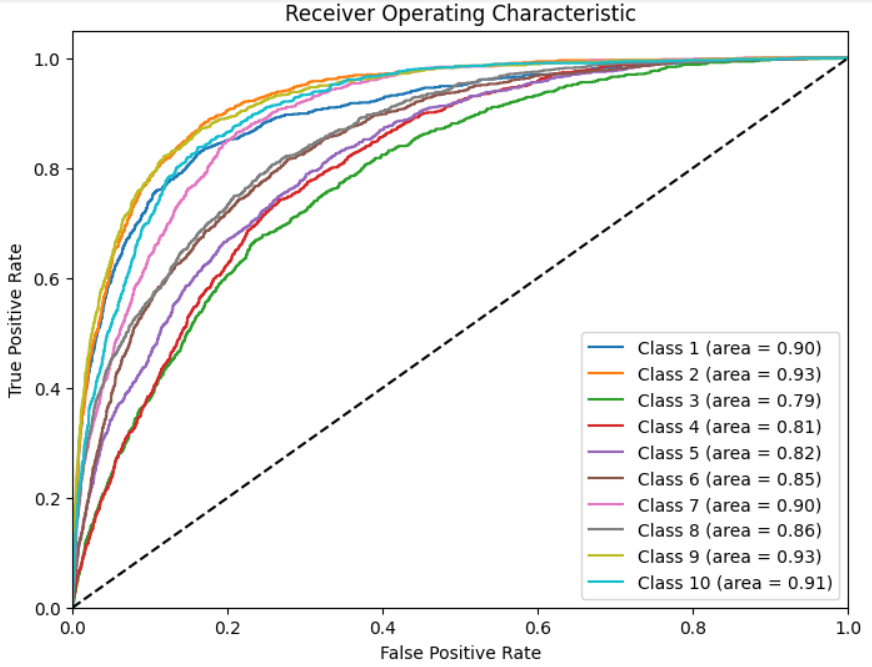 Receiver Operating Characteristic
True Positive Rate
1.0
0.8
0.6
0.4
0.2
0.0
Class 1 (area = 0.90)
Class 2 (area = 0.93)
Class 3 (area = 0.79)
Class 4 (area = 0.81)
Class 5 (area = 0.82)
Class 6 (area = 0.85)
Class 7 (area = 0.90)
Class 8 (area = 0.86)
Class 9 (area = 0.93)
Class 10 (area = 0.91)
0.0 0.2 0.4 0.6 0.8 1.0
False Positive Rate